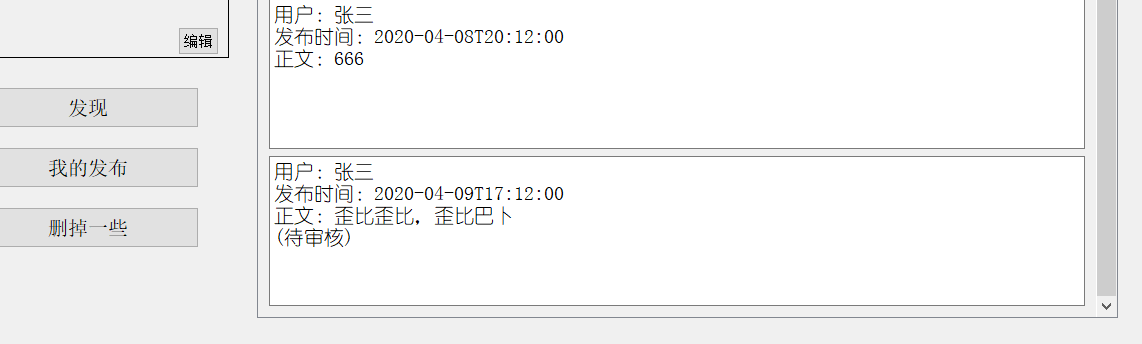 编辑
发现
我的发布
删掉一些
用户: 张三
发布时间: 2020-04-08T20:12:00
正文: 666
用户: 张三
发布时间: 2020-04-09T17:12:00
正文: 歪比歪比，歪比巴卜
(待审核)